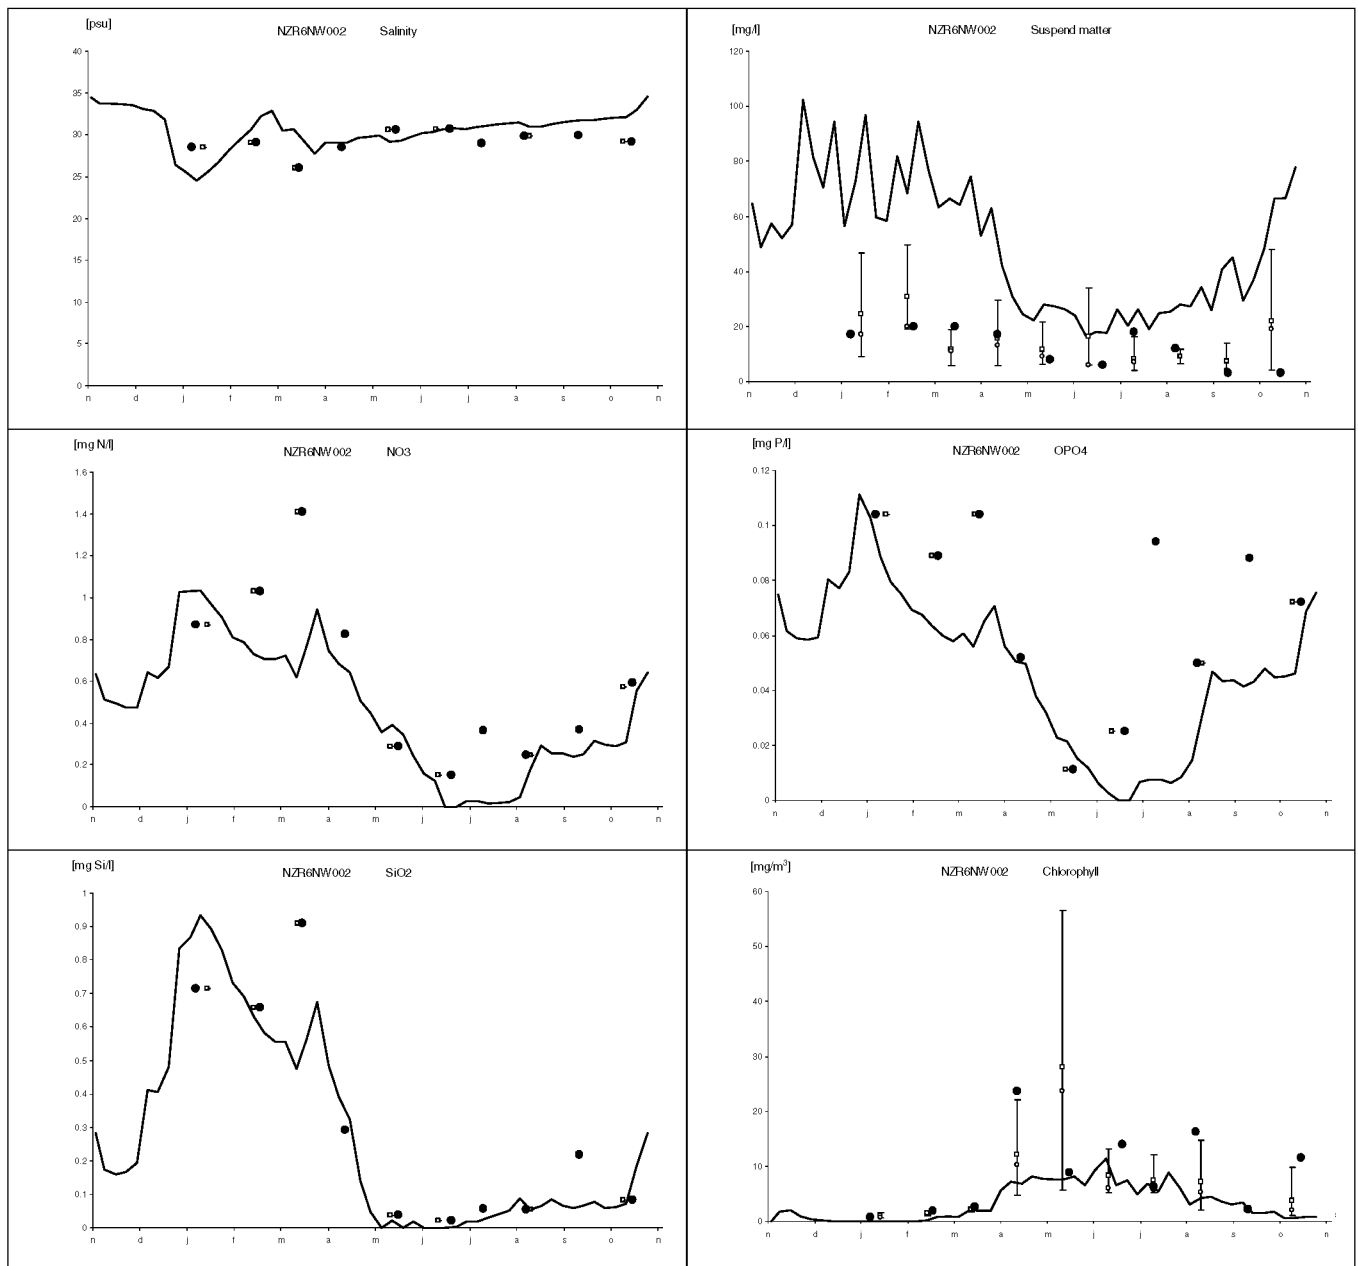 [psu]
NZR6NW002 Salinity
40
35
30
25
20
15
10
5
0
n d j f m a m j j a s o n
[mg/l]
NZR6NW002 Suspend matter
120
100
80
60
40
20
0
n d j f m a m j j a s o n
[mg N/l]
NZR6NW002 NO3
1.6
1.4
1.2
1
0.8
0.6
0.4
0.2
0
n d j f m a m j j a s o n
[mg P/l]
NZR6NW002 OPO4
0.12
0.1
0.08
0.06
0.04
0.02
0
n d j f m a m j j a s o n
[mg Si/l]
NZR6NW002 SiO2
1
0.9
0.8
0.7
0.6
0.5
0.4
0.3
0.2
0.1
0
n d j f m a m j j a s o n
[mg/m³]
NZR6NW002 Chlorophyll
60
50
40
30
20
10
0
n d j f m a m j j a s o n